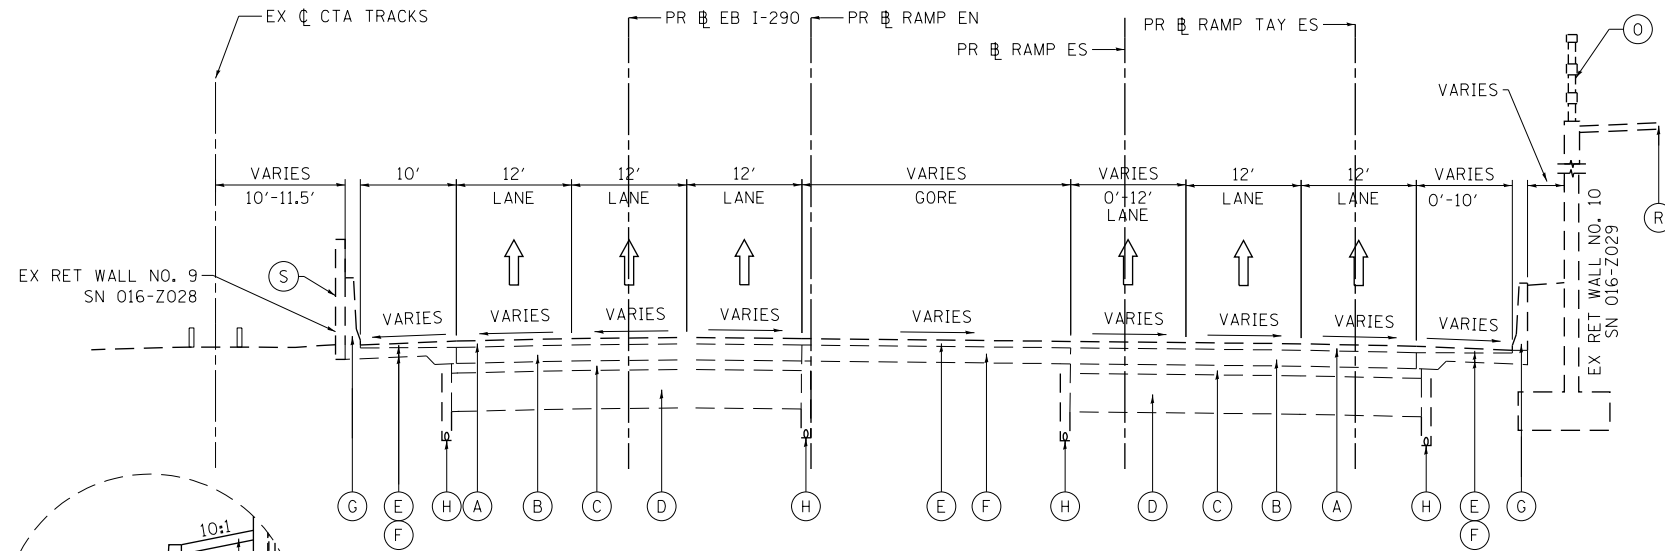 EX ℄ CTA TRACKS
PR B̵L EB I-290
PR B̵L RAMP EN
PR B̵L RAMP ES
PR B̵L RAMP TAY ES
O
VARIES
VARIES
10'-11.5'
10'
12'
LANE
12'
LANE
12'
LANE
VARIES
GORE
VARIES
0'-12'
LANE
12'
LANE
12'
LANE
VARIES
0'-10'
R
EX RET WALL NO. 10
SN 016-Z029
EX RET WALL NO. 9
SN 016-Z028
S
VARIES
VARIES
VARIES
VARIES
VARIES
VARIES
VARIES
VARIES
VARIES
G
E
F
H
A
B
C
D
H
E
F
H
D
C
B
A
H
E
F
G
10:1